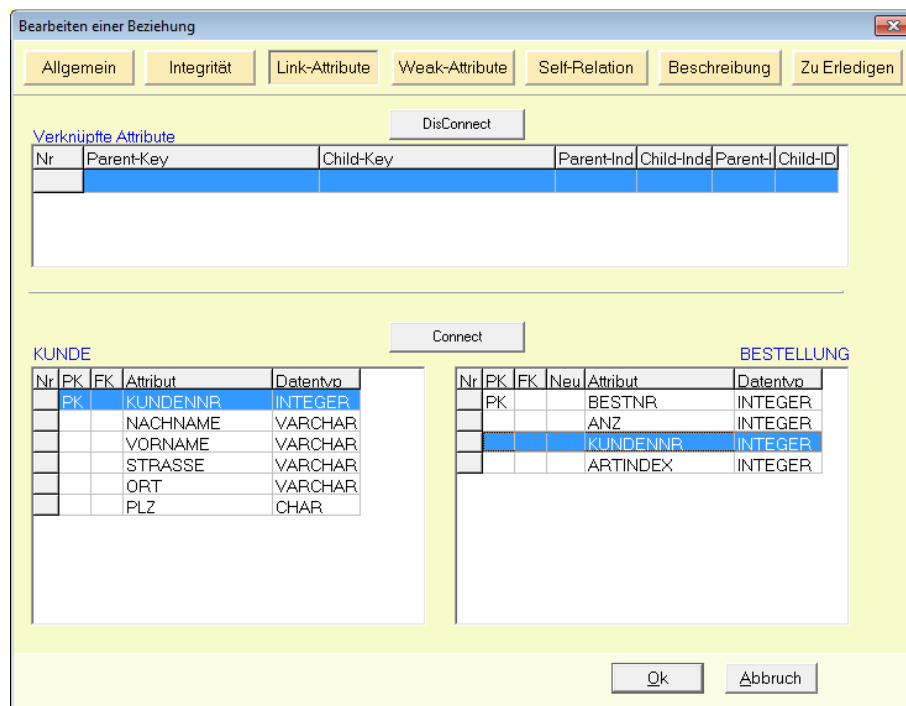 Bearbeiten einer Beziehung
Allgemein Integrität Link-Attribute Weak-Attribute Self-Relation Beschreibung Zu Erledigen
DisConnect
Verknüpfte Attribute
Nr Parent-Key Child-Key Parent-Ind Child-Inde Parent-I Child-ID
Connect
KUNDE
Nr PK FK Attribut Datentyp
PK KUNDENNR INTEGER
NACHNAME VARCHAR
VORNAME VARCHAR
STRASSE VARCHAR
ORT VARCHAR
PLZ CHAR
BESTELLUNG
Nr PK FK Neu Attribut Datentyp
PK BESTNR INTEGER
ANZ INTEGER
KUNDENNR INTEGER
ARTINDEX INTEGER
Ok Abbruch